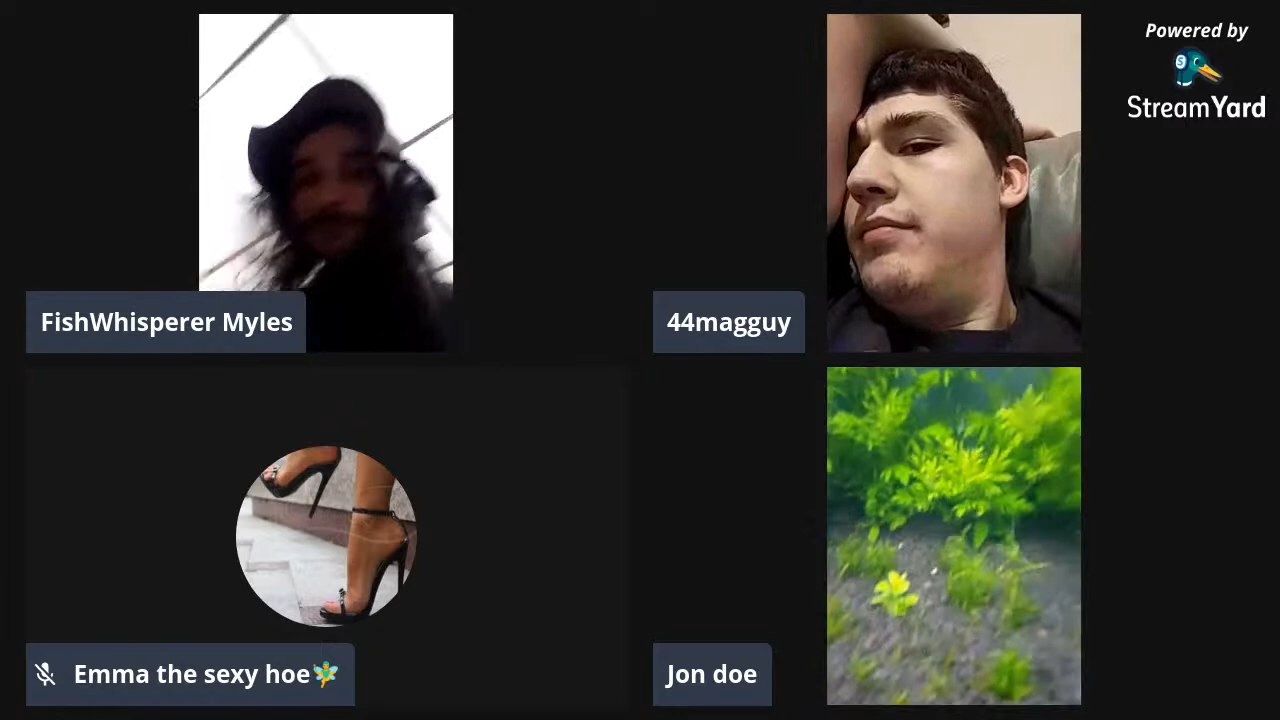 Powered by
StreamYard
FishWhisperer Myles
44magguy
Emma the sexy hoe🧚
Jon doe